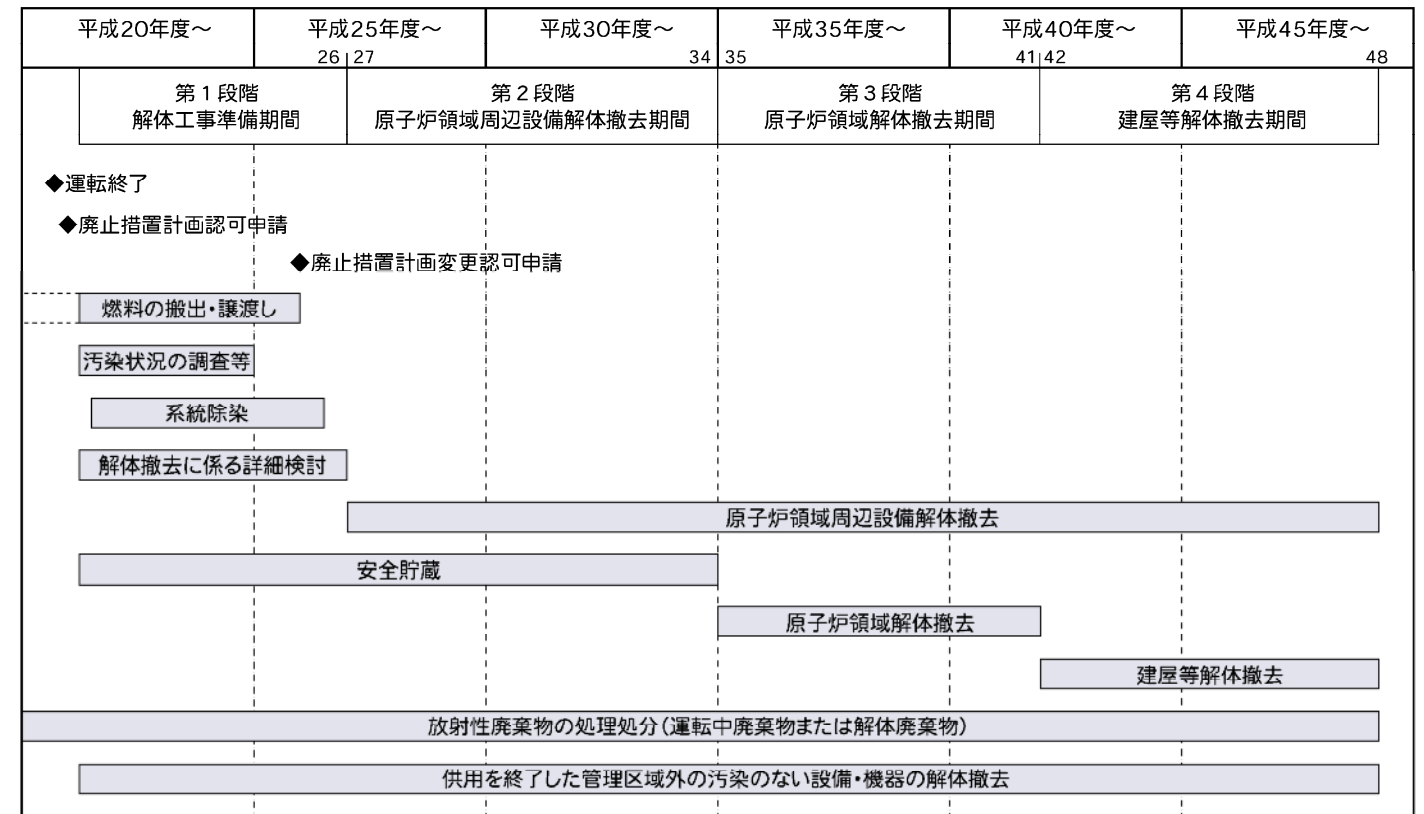 平成20年度～ 平成25年度～ 平成30年度～ 平成35年度～ 平成40年度～ 平成45年度～
26 27 34 35 41 42 48
第1段階 第2段階 第3段階 第4段階
解体工事準備期間 原子炉領域周辺設備解体撤去期間 原子炉領域解体撤去期間 建屋等解体撤去期間
◆運転終了
◆廃止措置計画認可申請
◆廃止措置計画変更認可申請
燃料の搬出・譲渡し
汚染状況の調査等
系統除染
解体撤去に係る詳細検討
原子炉領域周辺設備解体撤去
安全貯蔵
原子炉領域解体撤去
建屋等解体撤去
放射性廃棄物の処理処分(運転中廃棄物または解体廃棄物)
供用を終了した管理区域外の汚染のない設備・機器の解体撤去